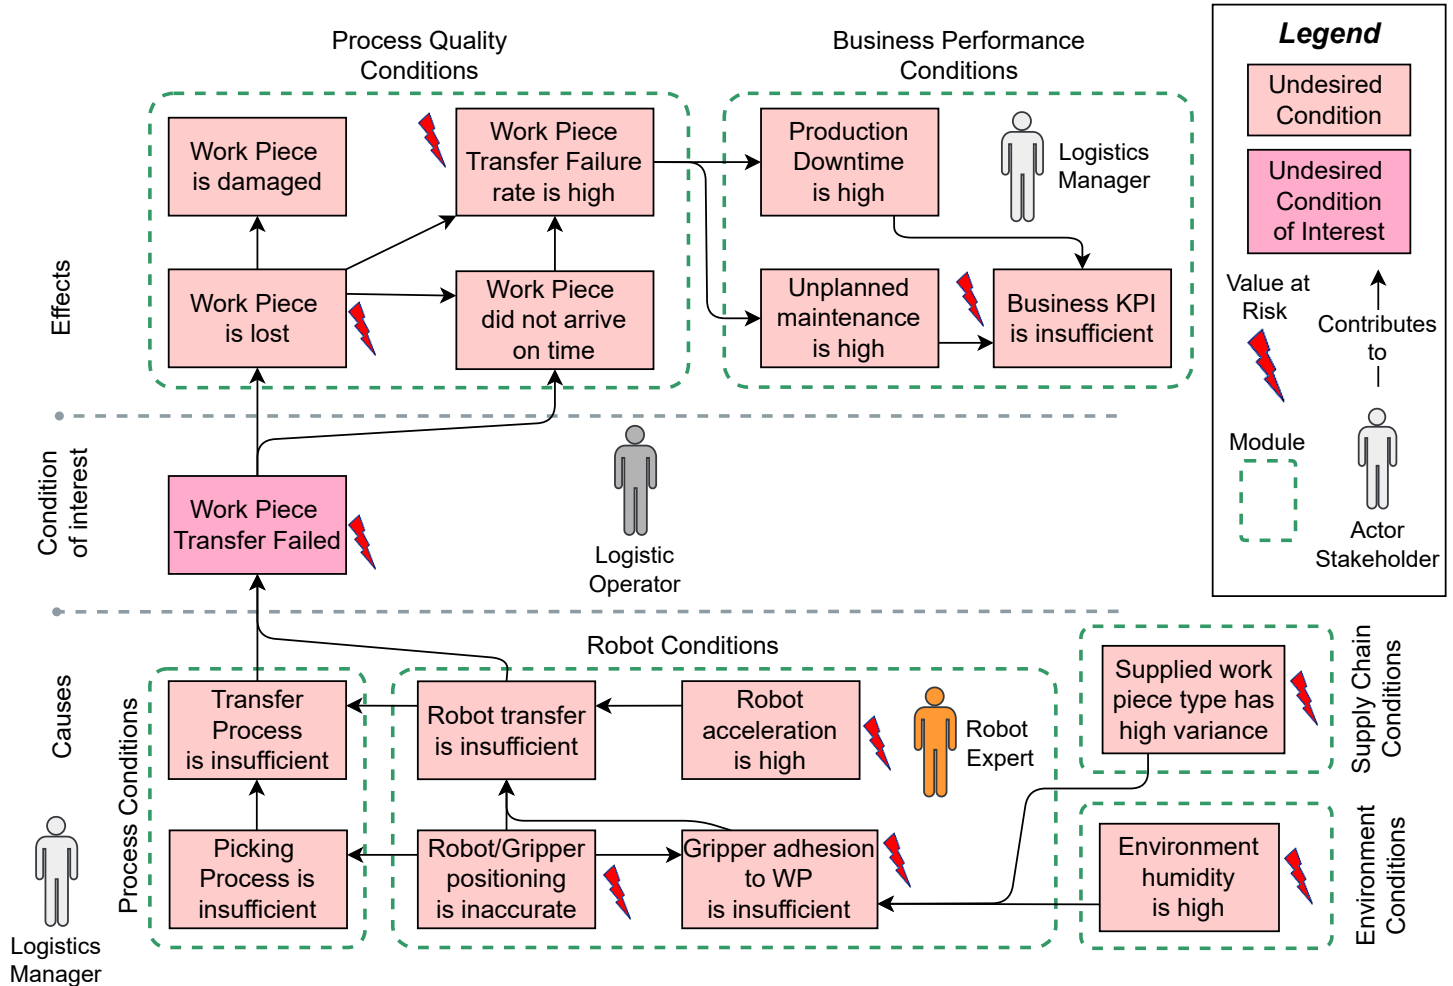 Process Quality
Conditions
Business Performance
Conditions
Legend
Undesired
Condition
Undesired
Condition
of Interest
Value at
Risk
Contributes
to
Module
Actor
Stakeholder
Effects
Work Piece
is damaged
Work Piece
Transfer Failure
rate is high
Work Piece
is lost
Work Piece
did not arrive
on time
Production
Downtime
is high
Logistics
Manager
Unplanned
maintenance
is high
Business KPI
is insufficient
Condition
of interest
Work Piece
Transfer Failed
Logistic
Operator
Causes
Process Conditions
Transfer
Process
is insufficient
Picking
Process is
insufficient
Logistics
Manager
Robot Conditions
Robot transfer
is insufficient
Robot
acceleration
is high
Robot
Expert
Robot/Gripper
positioning
is inaccurate
Gripper adhesion
to WP
is insufficient
Supplied work
piece type has
high variance
Supply Chain
Conditions
Environment
humidity
is high
Environment
Conditions